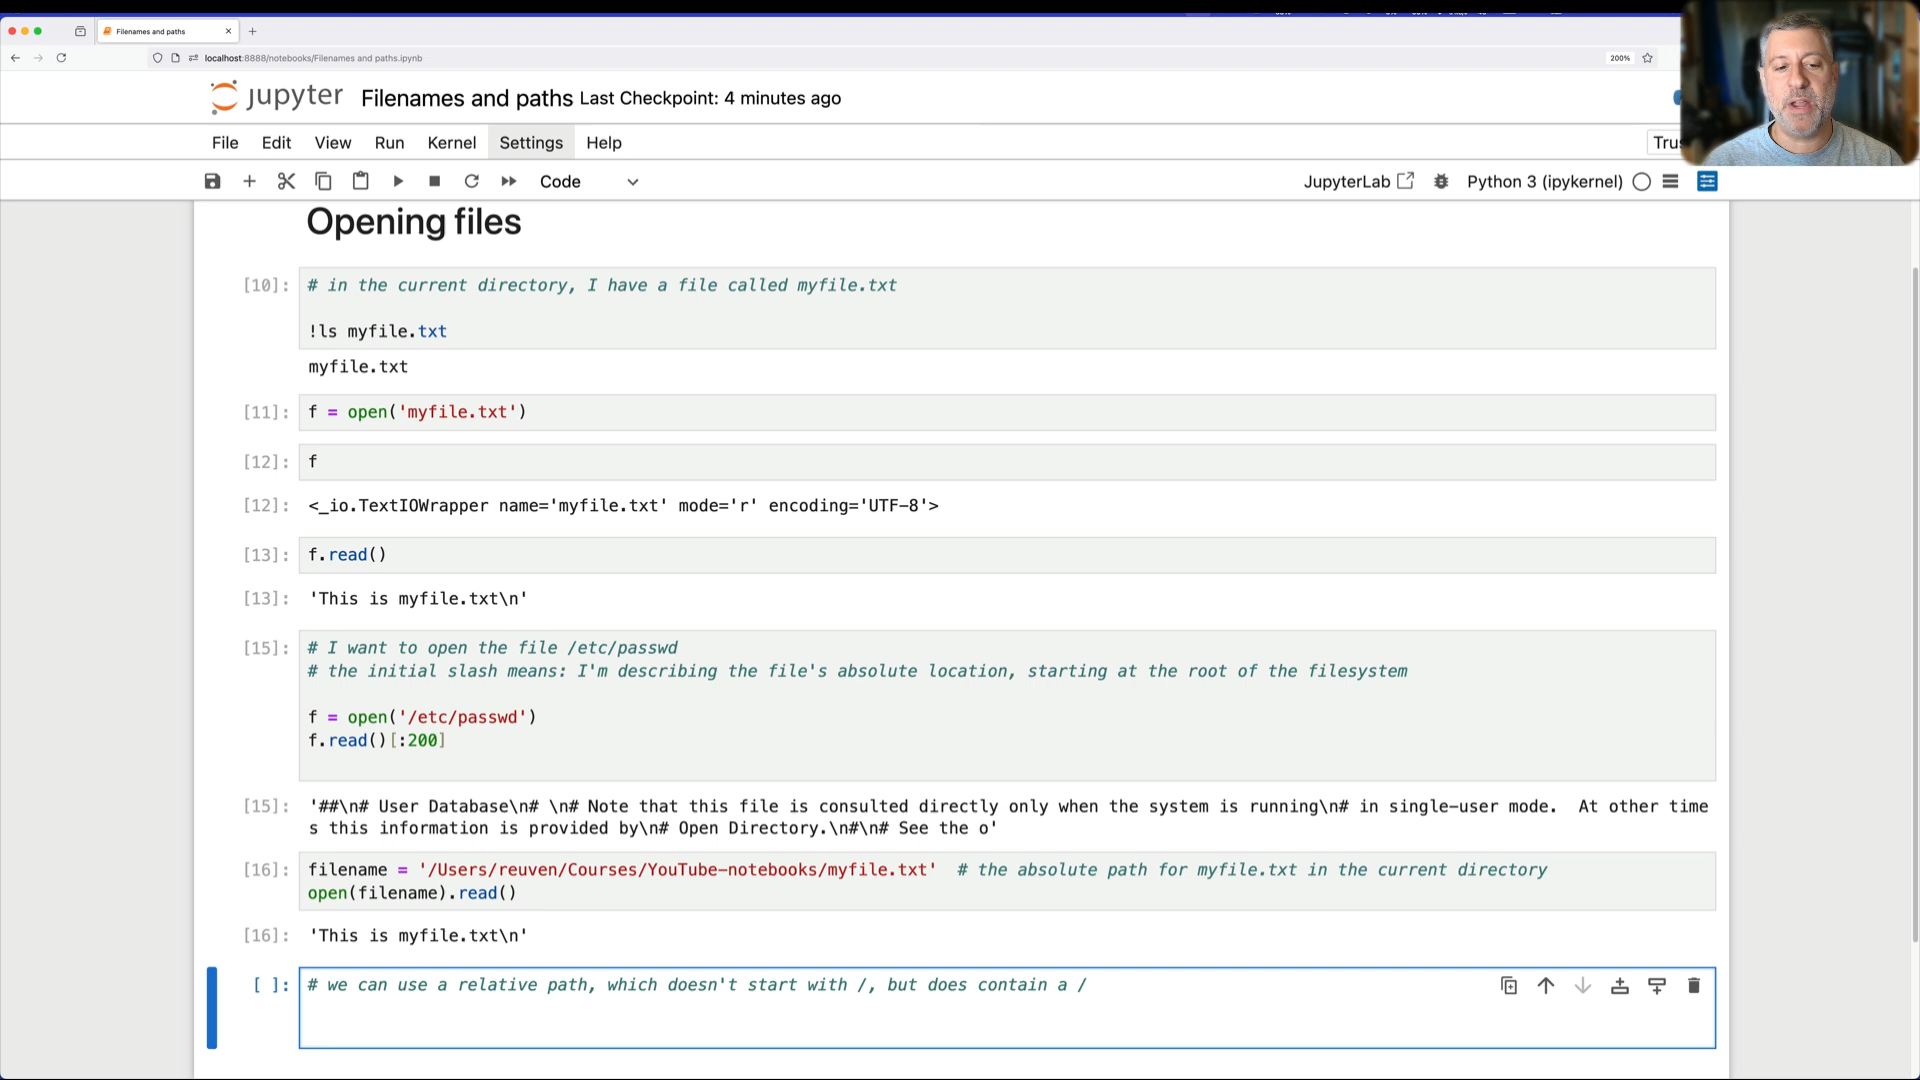 Filenames and paths
localhost:8888/notebooks/Filenames and paths.ipynb
200%
jupyter Filenames and paths Last Checkpoint: 4 minutes ago
File Edit View Run Kernel Settings Help
Code JupyterLab Python 3 (ipykernel)
Opening files
[10]: # in the current directory, I have a file called myfile.txt
!ls myfile.txt
myfile.txt
[11]: f = open('myfile.txt')
[12]: f
[12]: <_io.TextIOWrapper name='myfile.txt' mode='r' encoding='UTF-8'>
[13]: f.read()
[13]: 'This is myfile.txt\n'
[15]: # I want to open the file /etc/passwd
# the initial slash means: I'm describing the file's absolute location, starting at the root of the filesystem
f = open('/etc/passwd')
f.read()[:200]
[15]: '##\n# User Database\n# \n# Note that this file is consulted directly only when the system is running\n# in single-user mode.  At other time
s this information is provided by\n# Open Directory.\n#\n# See the o'
[16]: filename = '/Users/reuven/Courses/YouTube-notebooks/myfile.txt'  # the absolute path for myfile.txt in the current directory
open(filename).read()
[16]: 'This is myfile.txt\n'
[ ]: # we can use a relative path, which doesn't start with /, but does contain a /